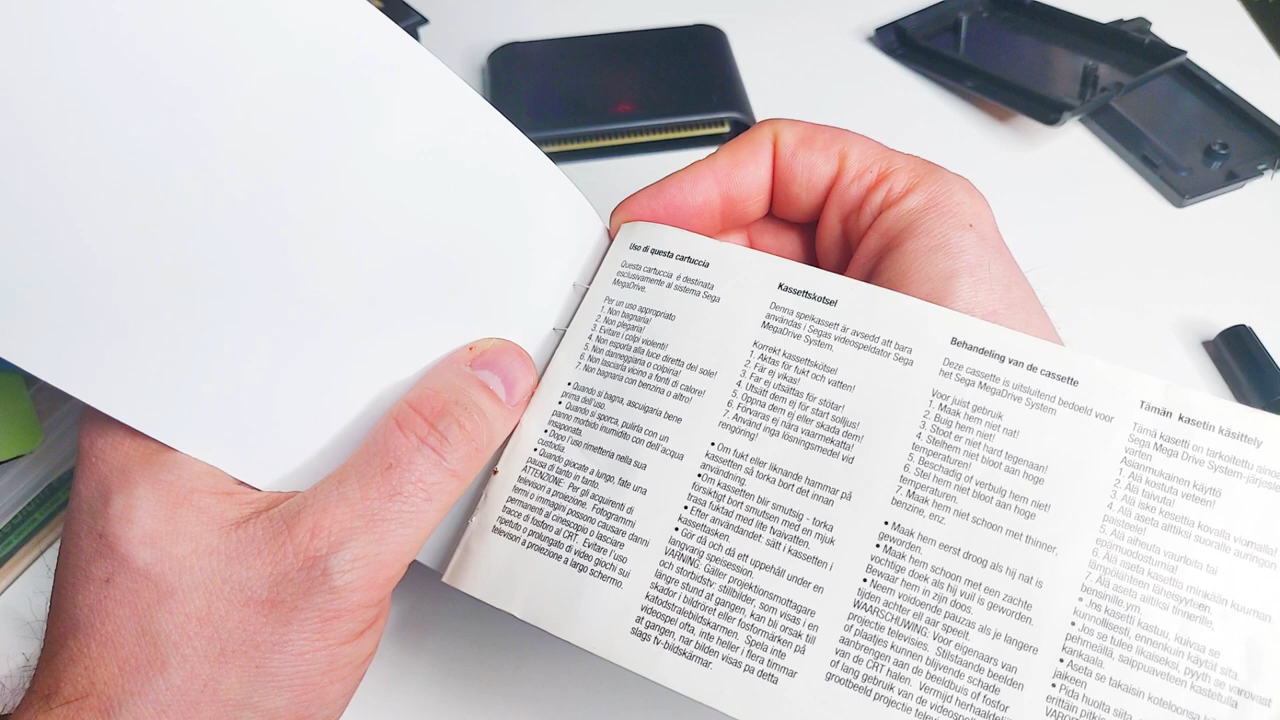 Uso di questa cartuccia
Questa cartuccia é destinata
esclusivamente al sistema Sega
MegaDrive.
Per un uso appropriato
1. Non bagnarla!
2. Non piegarla!
3. Evitare i colpi violenti!
4. Non esporla alla luce diretta del sole!
5. Non danneggiarla o colpirla!
6. Non lasciarla vicino a fonti di calore!
7. Non bagnarla con benzina o altro!
• Quando si bagna, asciugarla bene
prima dell'uso.
• Quando si sporca, pulirla con un
panno morbido inumidito con dell'acqua
insaponata.
• Dopo l'uso rimetterla nella sua
custodia.
• Quando giocate a lungo, fate una
pausa di tanto in tanto.
ATTENZIONE: Per gli acquirenti di
televisori a proiezione. Fotogrammi
fermi o immagini possono causare danni
permanenti al cinescopio o lasciare
tracce di fosforo al CRT. Evitare l'uso
ripetuto o prolungato di video giochi sui
televisori a proiezione a largo schermo.
Kassettskötsel
Denna spelkassett är avsedd att bara
användas i Segas videospeldator Sega
MegaDrive System.
Korrekt kassettskötsel
1. Aktas för fukt och vatten!
2. Får ej vikas!
3. Får ej utsättas för stötar!
4. Utsätt dem ej för start solljus!
5. Öppna dem ej eller skada dem!
6. Förvaras ej nära vaärmekatta!
7. Använd inga lösningsmedel vid
rengöring!
• Om fukt eller liknande hammar på
kassetten så torka bort det innan
användning.
•Om kassetten blir smutsig - torka
försiktigt bort smutsen med en mjuk
trasa fuktad med lite tvalvatten.
• Efter användandet: sätt i kassetten i
kassettasken.
• Gör då och då ett uppehåll under en
långvarig spelsession.
VARNING: Gäller projektionsmottagare
och storbildstv: stillbilder, som visas i en
längre stund at gangen, kan bli orsak till
skador i bildröret eller fosformärken på
katodstralebildskärmen. Spela inte
videospel ofta, inte heller i flera timmar
at gangen, när bilden visas pa detta
slags tv-bildskärmar.
Behandeling van de cassette
Deze cassette is uitsluitend bedoeld voor
het Sega MegaDrive System.
Voor juist gebruik
1. Maak hem niet nat!
2. Buig hem niet!
3. Stoot er niet hard tegenaan!
4. Stelhem niet bloot aan hoge
temperaturen!
5. Beschadig of verbuig hem niet!
6. Stel hem niet bloot aan hoge
temperaturen.
7. Maak hem niet schoon met thinner,
benzine, enz.
• Maak hem eerst droog als hij nat is
geworden.
• Maak hem schoon met een zachte
vochtige doek als hij vuil is geworden.
Bewaar hem in zijn doos.
• Neem voldoende pauzas als je langere
tijden achter ell aar speelt.
WAARSCHUWING: Voor eigenaars van
projectie televisies. Stilstaande beelden
of plaatjes kunnen blijvende schade
aanbrengen aan de beeldbuis of fosfor
van de CRT halen. Vermijd herhaaldelijk
of lang gebruik van de videospellen
grootbeeld projectie
Tämän kasetin käsittely
Tämä kasetti on tarkoitettu
Sega Mega Drive System-
varten
Asianmukainen käyttö
1. Älä kostuta veteen!
2. Älä taivuta!
3. Älä iske kesettia kovalla voimalla!
4. Älä aseta alttiiksi suoralle auringon
paisteelle!
5. Älä aiheuta vaurioita tai
epämuodostumia!
6. Älä aseta kasettia minkään kuuman
lämpölänteen läheisyyteen.
7. Älä aseta alttiiksi tinnerille,
bensiinille ym.
• Jos kasetti kastuu, kuivaa se
kunnollisesti, ennenkuin käytät sitä.
• Jos se tulee likaiseksi, pyyth se varovast
pehmeällä, saippuaveteen kastetulla
kankaala.
• Aseta se takaisin koteloonsa
jalkeen
• Pida huolta siita,
erittäin